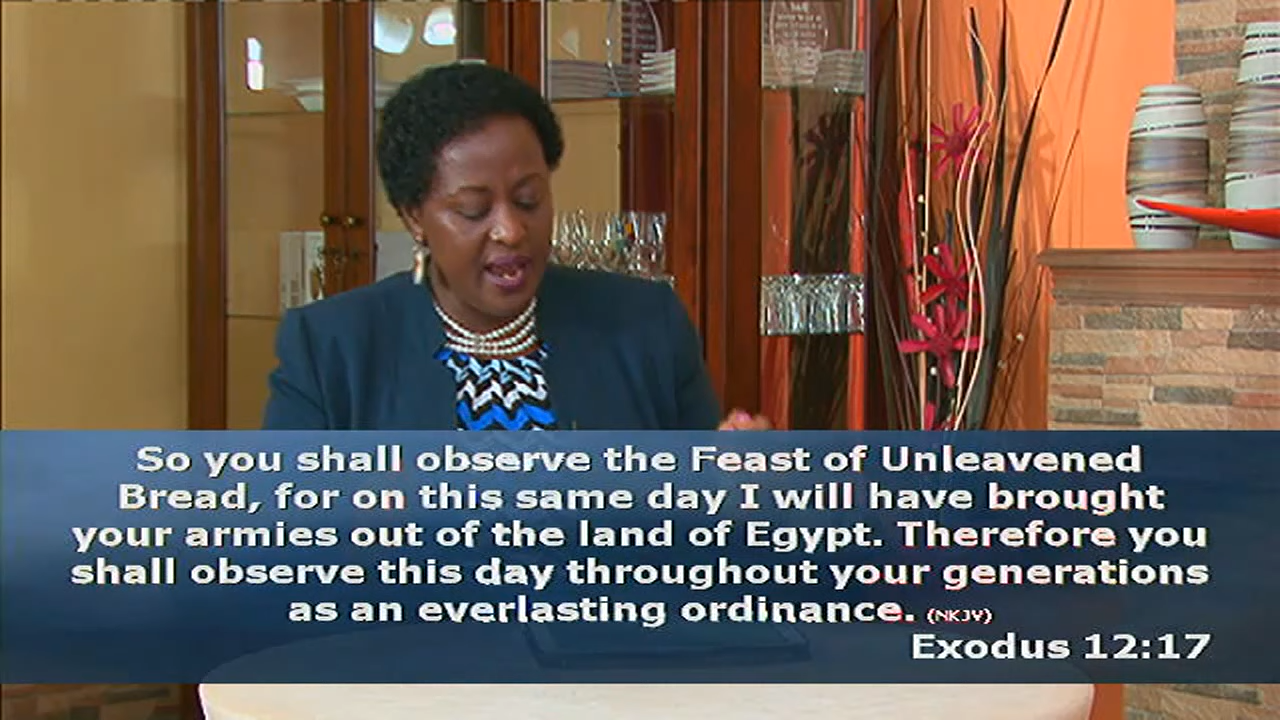 So you shall observe the Feast of Unleavened
Bread, for on this same day I will have brought
your armies out of the land of Egypt. Therefore you
shall observe this day throughout your generations
as an everlasting ordinance. (NKJV)
Exodus 12:17